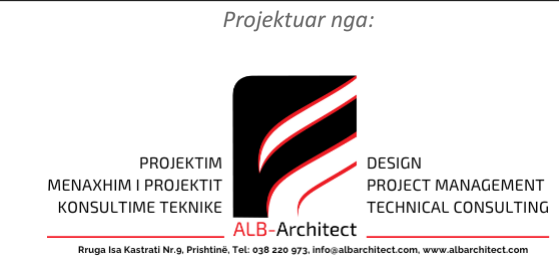 Projektuar nga:
PROJEKTIM
MENAXHIM I PROJEKTIT
KONSULTIME TEKNIKE
DESIGN
PROJECT MANAGEMENT
TECHNICAL CONSULTING
ALB-Architect
Rruga Isa Kastrati Nr.9, Prishtinë, Tel: 038 220 973, info@albarchitect.com, www.albarchitect.com